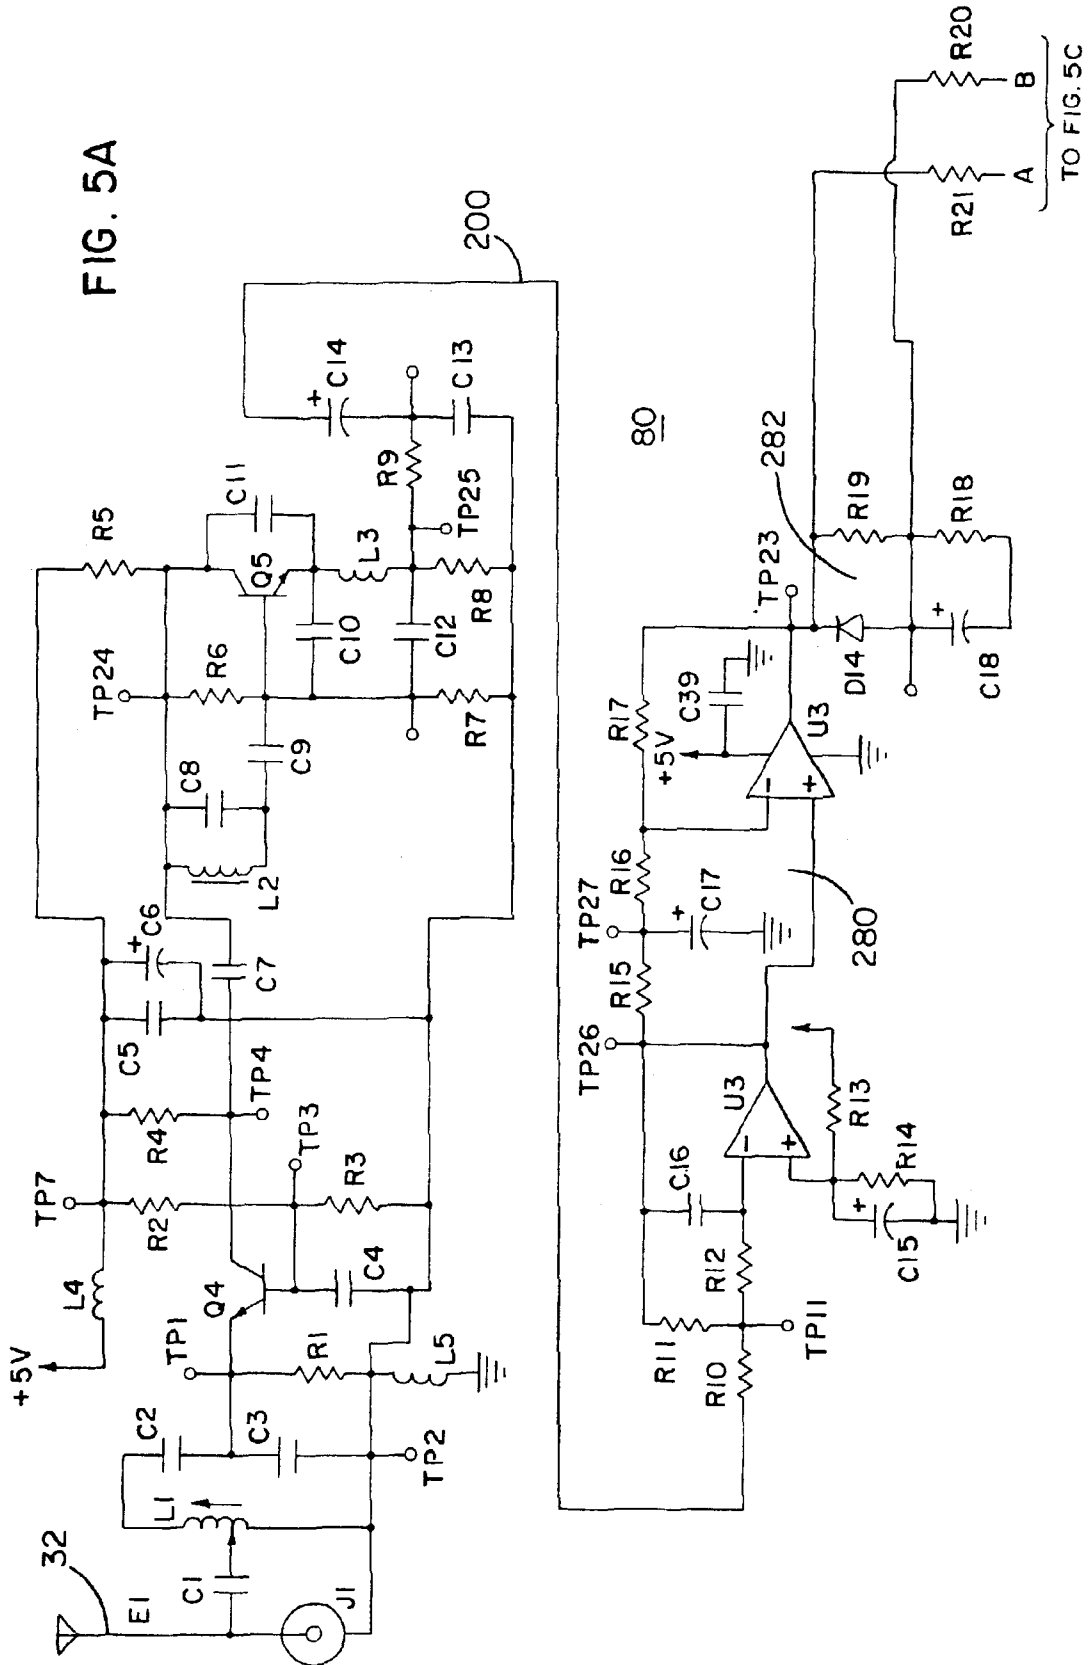 FIG. 5A
32
E1
J1
C1
L1
C2
C3
TP2
+5V
L4
TP1
R1
L5
Q4
C4
TP7
R2
R3
TP3
R4
TP4
C5
C6
+
C7
L2
C8
C9
TP24
R6
R7
C10
C12
R5
Q5
C11
L3
R8
TP25
R9
C14
+
C13
200
80
R10
R11
TP11
R12
C16
U3
-
+
C15
+
R14
R13
TP26
R15
TP27
R16
C17
+
280
R17
+5V
C39
U3
-
+
TP23
D14
C18
+
282
R19
R18
R21
R20
A
B
TO FIG. 5C